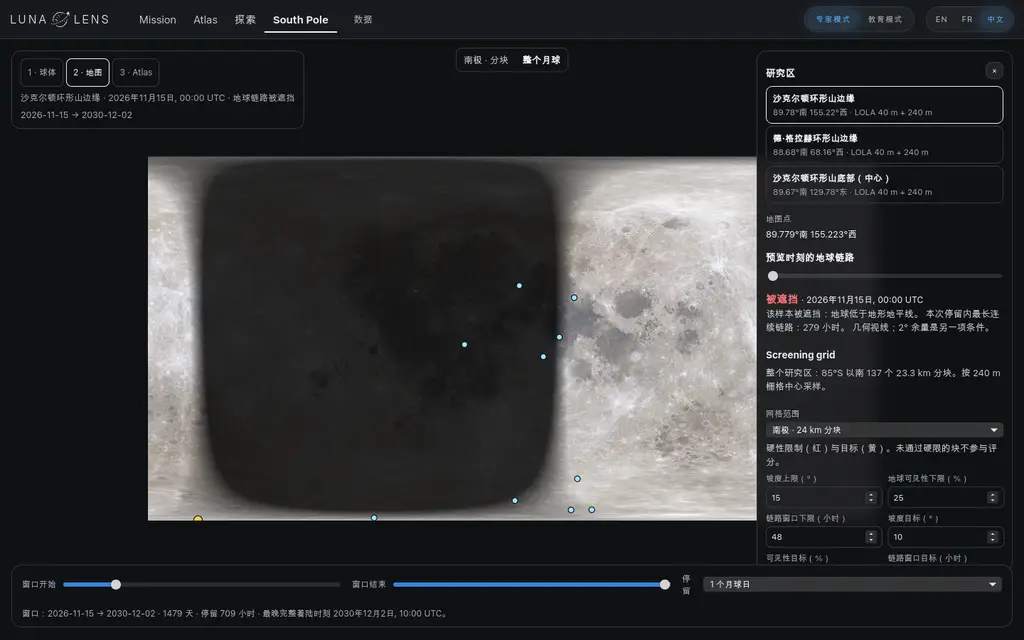 LUNA LENS
Mission Atlas 探索 South Pole 数据
专家模式 教育模式
EN FR 中文
1 · 球体 2 · 地图 3 · Atlas
沙克尔顿环形山边缘 · 2026年11月15日, 00:00 UTC · 地球链路被遮挡
2026-11-15 → 2030-12-02
南极 · 分块 整个月球
研究区
×
沙克尔顿环形山边缘
89.78°南 155.22°西 · LOLA 40 m + 240 m
德·格拉赫环形山边缘
88.68°南 68.16°西 · LOLA 40 m + 240 m
沙克尔顿环形山底部 ( 中心 )
89.67°南 129.78°东 · LOLA 40 m + 240 m
地图点
89.779°南 155.223°西
预览时刻的地球链路
被遮挡 · 2026年11月15日, 00:00 UTC
该样本被遮挡：地球低于地形地平线。 本次停留内最长连
续链路：279 小时。 几何视线；2° 余量是另一项条件。
Screening grid
整个研究区：85°S 以南 137 个 23.3 km 分块。按 240 m
栅格中心采样。
网格范围
南极 · 24 km 分块
硬性限制 ( 红 ) 与目标 ( 黄 ) 。未通过硬限的块不参与评
分。
坡度上限 ( ° ) 地球可见性下限 ( % )
15 25
链路窗口下限 ( 小时 ) 坡度目标 ( ° )
48 10
可见性目标 ( % ) 链路窗口目标 ( 小时 )
窗口开始 窗口结束 停
留 1 个月球日
窗口：2026-11-15 → 2030-12-02 · 1479 天 · 停留 709 小时 · 最晚完整着陆时刻 2030年12月2日, 10:00 UTC。